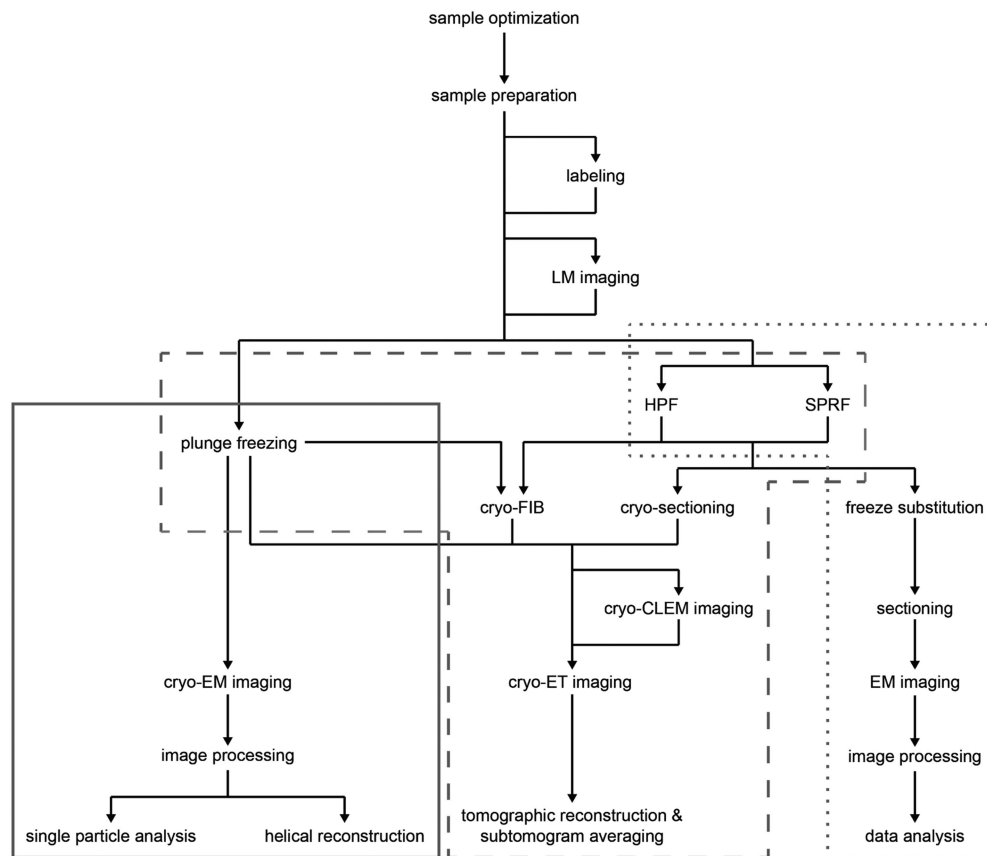 sample optimization
sample preparation
labeling
LM imaging
HPF
SPRF
plunge freezing
cryo-FIB
cryo-sectioning
freeze substitution
cryo-CLEM imaging
sectioning
cryo-EM imaging
cryo-ET imaging
EM imaging
image processing
image processing
single particle analysis
helical reconstruction
tomographic reconstruction &
subtomogram averaging
data analysis